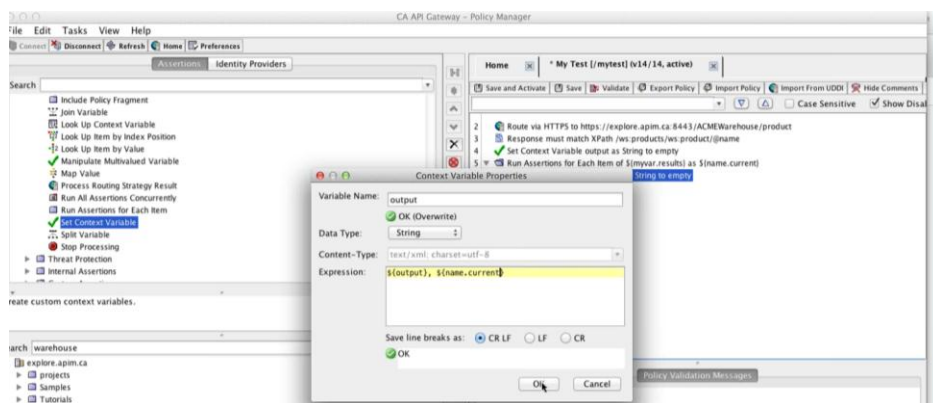 CA API Gateway – Policy Manager
File Edit Tasks View Help
Connect Disconnect Refresh Home Preferences
Assertions Identity Providers
Search
Include Policy Fragment
Join Variable
Look Up Context Variable
Look Up Item by Index Position
Look Up Item by Value
Manipulate Multivalued Variable
Map Value
Process Routing Strategy Result
Run All Assertions Concurrently
Run Assertions for Each Item
Set Context Variable
Split Variable
Stop Processing
Threat Protection
Internal Assertions
reate custom context variables.
arch warehouse
explore.apim.ca
projects
Samples
Tutorials
Home * My Test [/mytest] (v14/14, active)
Save and Activate Save Validate Export Policy Import Policy Import From UDDI Hide Comments
Case Sensitive Show Disal
2 Route via HTTPS to https://explore.apim.ca:8443/ACMEWarehouse/product
3 Response must match XPath /ws:products/ws:product/@name
4 Set Context Variable output as String to empty
5 Run Assertions for Each Item of ${myvar.results} as ${name.current}
String to empty
Context Variable Properties
Variable Name: output
OK (Overwrite)
Data Type: String
Content-Type: text/xml; charset=utf-8
Expression: ${output}, ${name.current}
Save line breaks as: CR LF LF CR
OK
OK Cancel
Policy Validation Messages